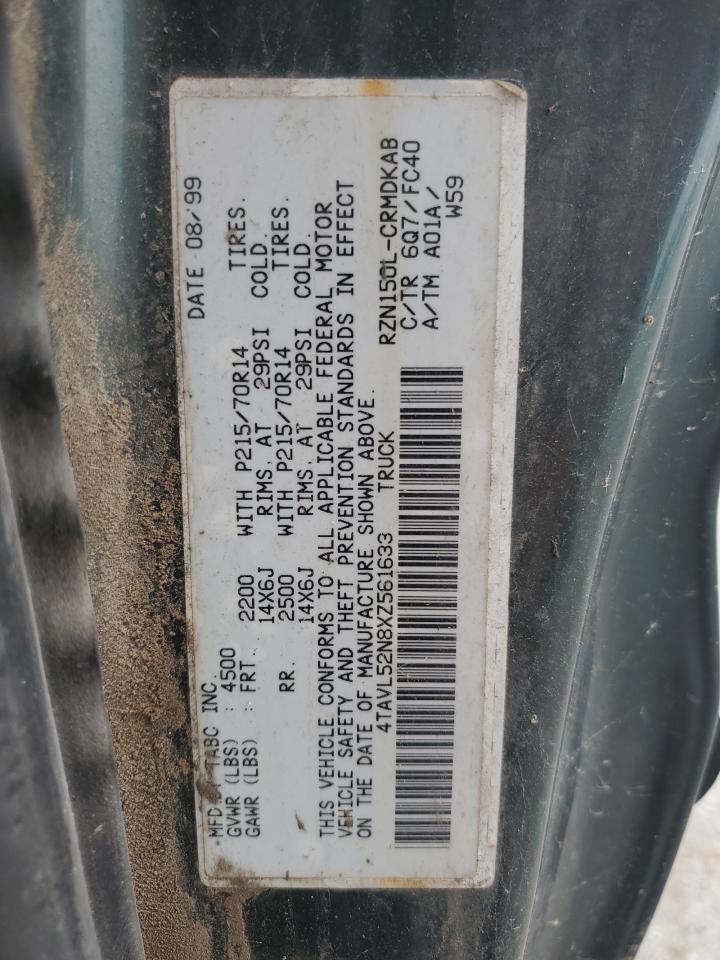 MFD BY TABC INC. DATE 08/99
GVWR (LBS) : 4500
GAWR (LBS) : FRT. 2200 WITH P215/70R14 TIRES.
14X6J RIMS. AT 29PSI COLD.
RR. 2500 WITH P215/70R14 TIRES.
14X6J RIMS. AT 29PSI COLD.
THIS VEHICLE CONFORMS TO ALL APPLICABLE FEDERAL MOTOR
VEHICLE SAFETY AND THEFT PREVENTION STANDARDS IN EFFECT
ON THE DATE OF MANUFACTURE SHOWN ABOVE.
4TAVL52N8XZ561633 TRUCK RZN150L-CRMDKAB
C/TR 6Q7//FC40
A/TM A01A//
W59